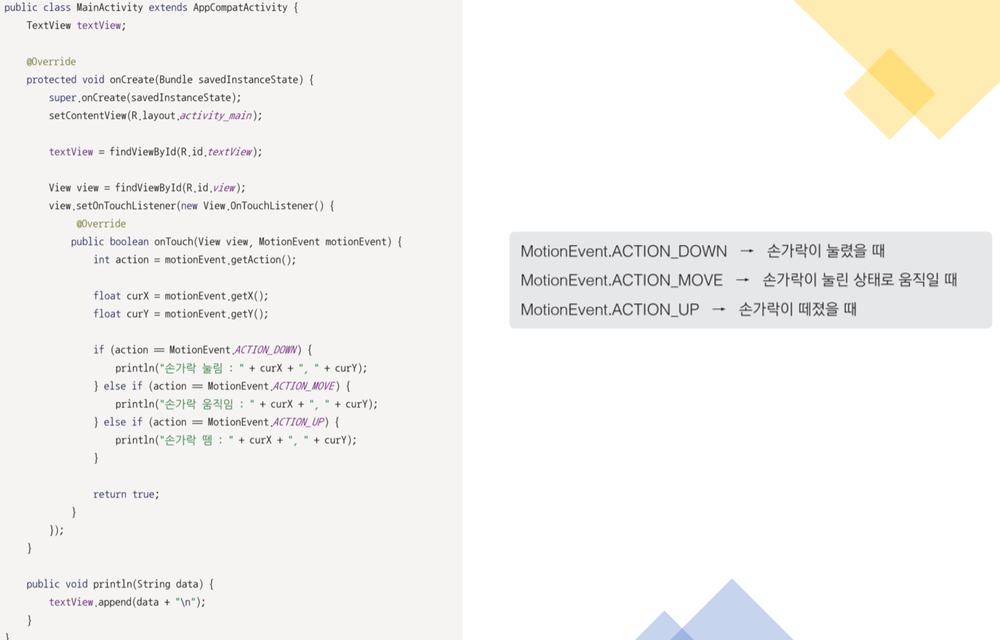 public class MainActivity extends AppCompatActivity {
TextView textView;
@Override
protected void onCreate(Bundle savedInstanceState) {
super.onCreate(savedInstanceState);
setContentView(R.layout.activity_main);
textView = findViewById(R.id.textView);
View view = findViewById(R.id.view);
view.setOnTouchListener(new View.OnTouchListener() {
@Override
public boolean onTouch(View view, MotionEvent motionEvent) {
int action = motionEvent.getAction();
float curX = motionEvent.getX();
float curY = motionEvent.getY();
if (action == MotionEvent.ACTION_DOWN) {
println("손가락 눌림 : " + curX + ", " + curY);
} else if (action == MotionEvent.ACTION_MOVE) {
println("손가락 움직임 : " + curX + ", " + curY);
} else if (action == MotionEvent.ACTION_UP) {
println("손가락 뗌 : " + curX + ", " + curY);
}
return true;
}
});
}
public void println(String data) {
textView.append(data + "\n");
}
}
MotionEvent.ACTION_DOWN → 손가락이 눌렸을 때
MotionEvent.ACTION_MOVE → 손가락이 눌린 상태로 움직일 때
MotionEvent.ACTION_UP → 손가락이 떼졌을 때